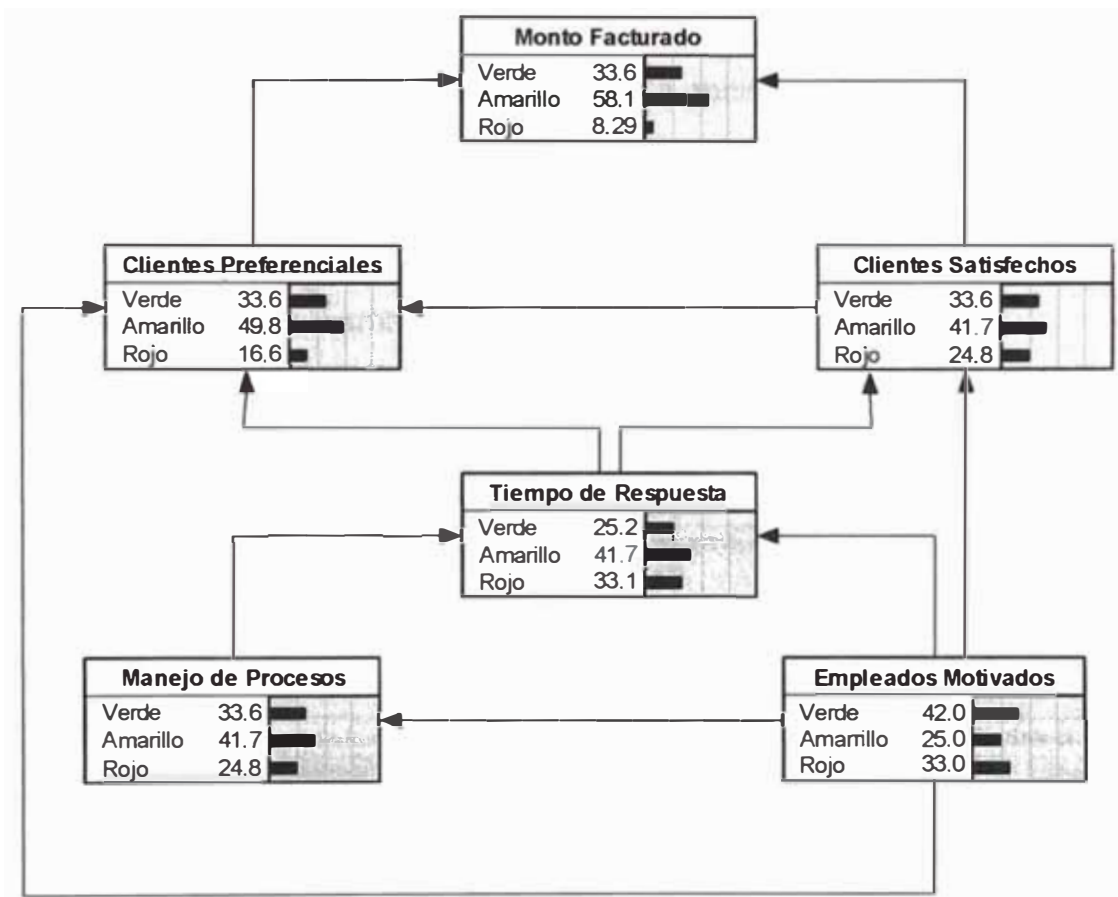 Monto Facturado
Verde 33.6
Amarillo 58.1
Rojo 8.29
Clientes Preferenciales
Verde 33.6
Amarillo 49.8
Rojo 16.6
Clientes Satisfechos
Verde 33.6
Amarillo 41.7
Rojo 24.8
Tiempo de Respuesta
Verde 25.2
Amarillo 41.7
Rojo 33.1
Manejo de Procesos
Verde 33.6
Amarillo 41.7
Rojo 24.8
Empleados Motivados
Verde 42.0
Amarillo 25.0
Rojo 33.0